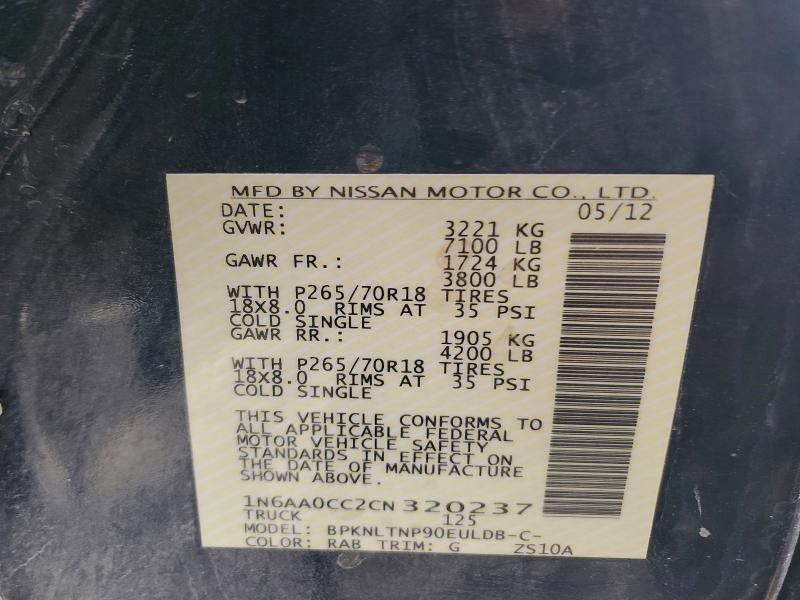 MFD BY NISSAN MOTOR CO., LTD.
DATE: 05/12
GVWR: 3221 KG
7100 LB
GAWR FR.: 1724 KG
3800 LB
WITH P265/70R18 TIRES
18X8.0 RIMS AT 35 PSI
COLD SINGLE
GAWR RR.: 1905 KG
4200 LB
WITH P265/70R18 TIRES
18X8.0 RIMS AT 35 PSI
COLD SINGLE
THIS VEHICLE CONFORMS TO
ALL APPLICABLE FEDERAL
MOTOR VEHICLE SAFETY
STANDARDS IN EFFECT ON
THE DATE OF MANUFACTURE
SHOWN ABOVE.
1N6AA0CC2CN320237
TRUCK 125
MODEL: BPKNLTNP90EULDB-C-
COLOR: RAB TRIM: G ZS10A